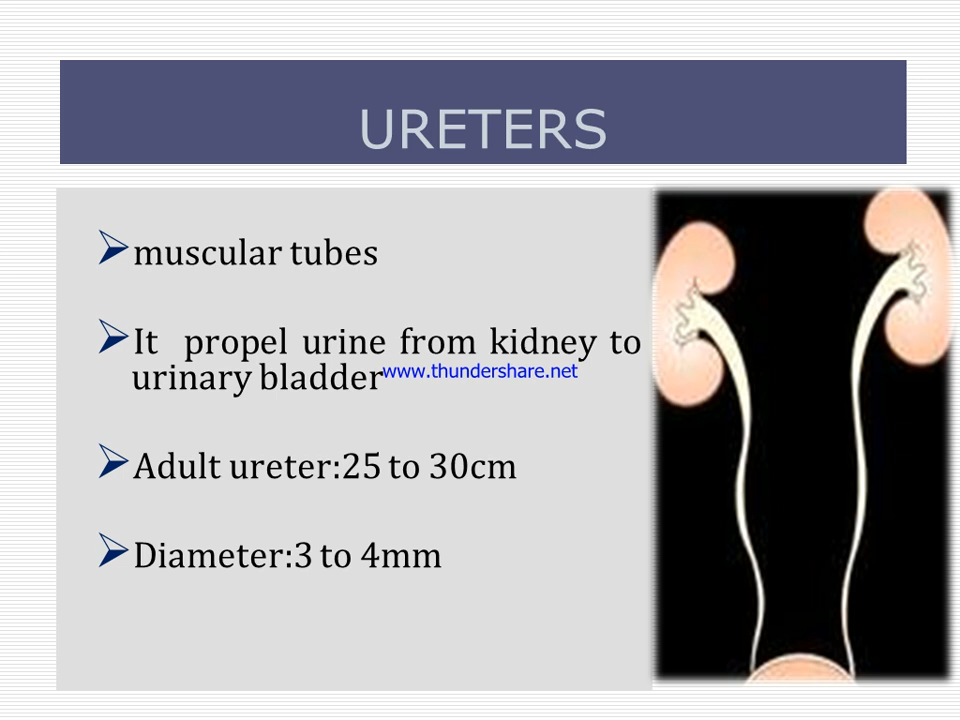 URETERS
➢muscular tubes
➢It propel urine from kidney to
urinary bladder
www.thundershare.net
➢Adult ureter:25 to 30cm
➢Diameter:3 to 4mm